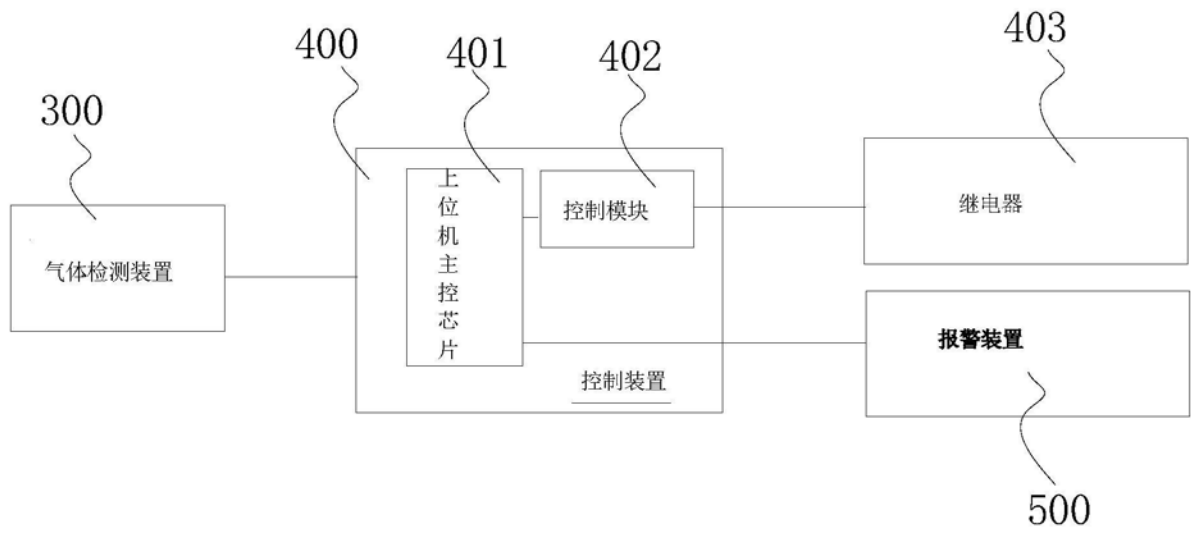 403
400
401
402
300
上位机主控芯片
控制模块
继电器
气体检测装置
报警装置
控制装置
500